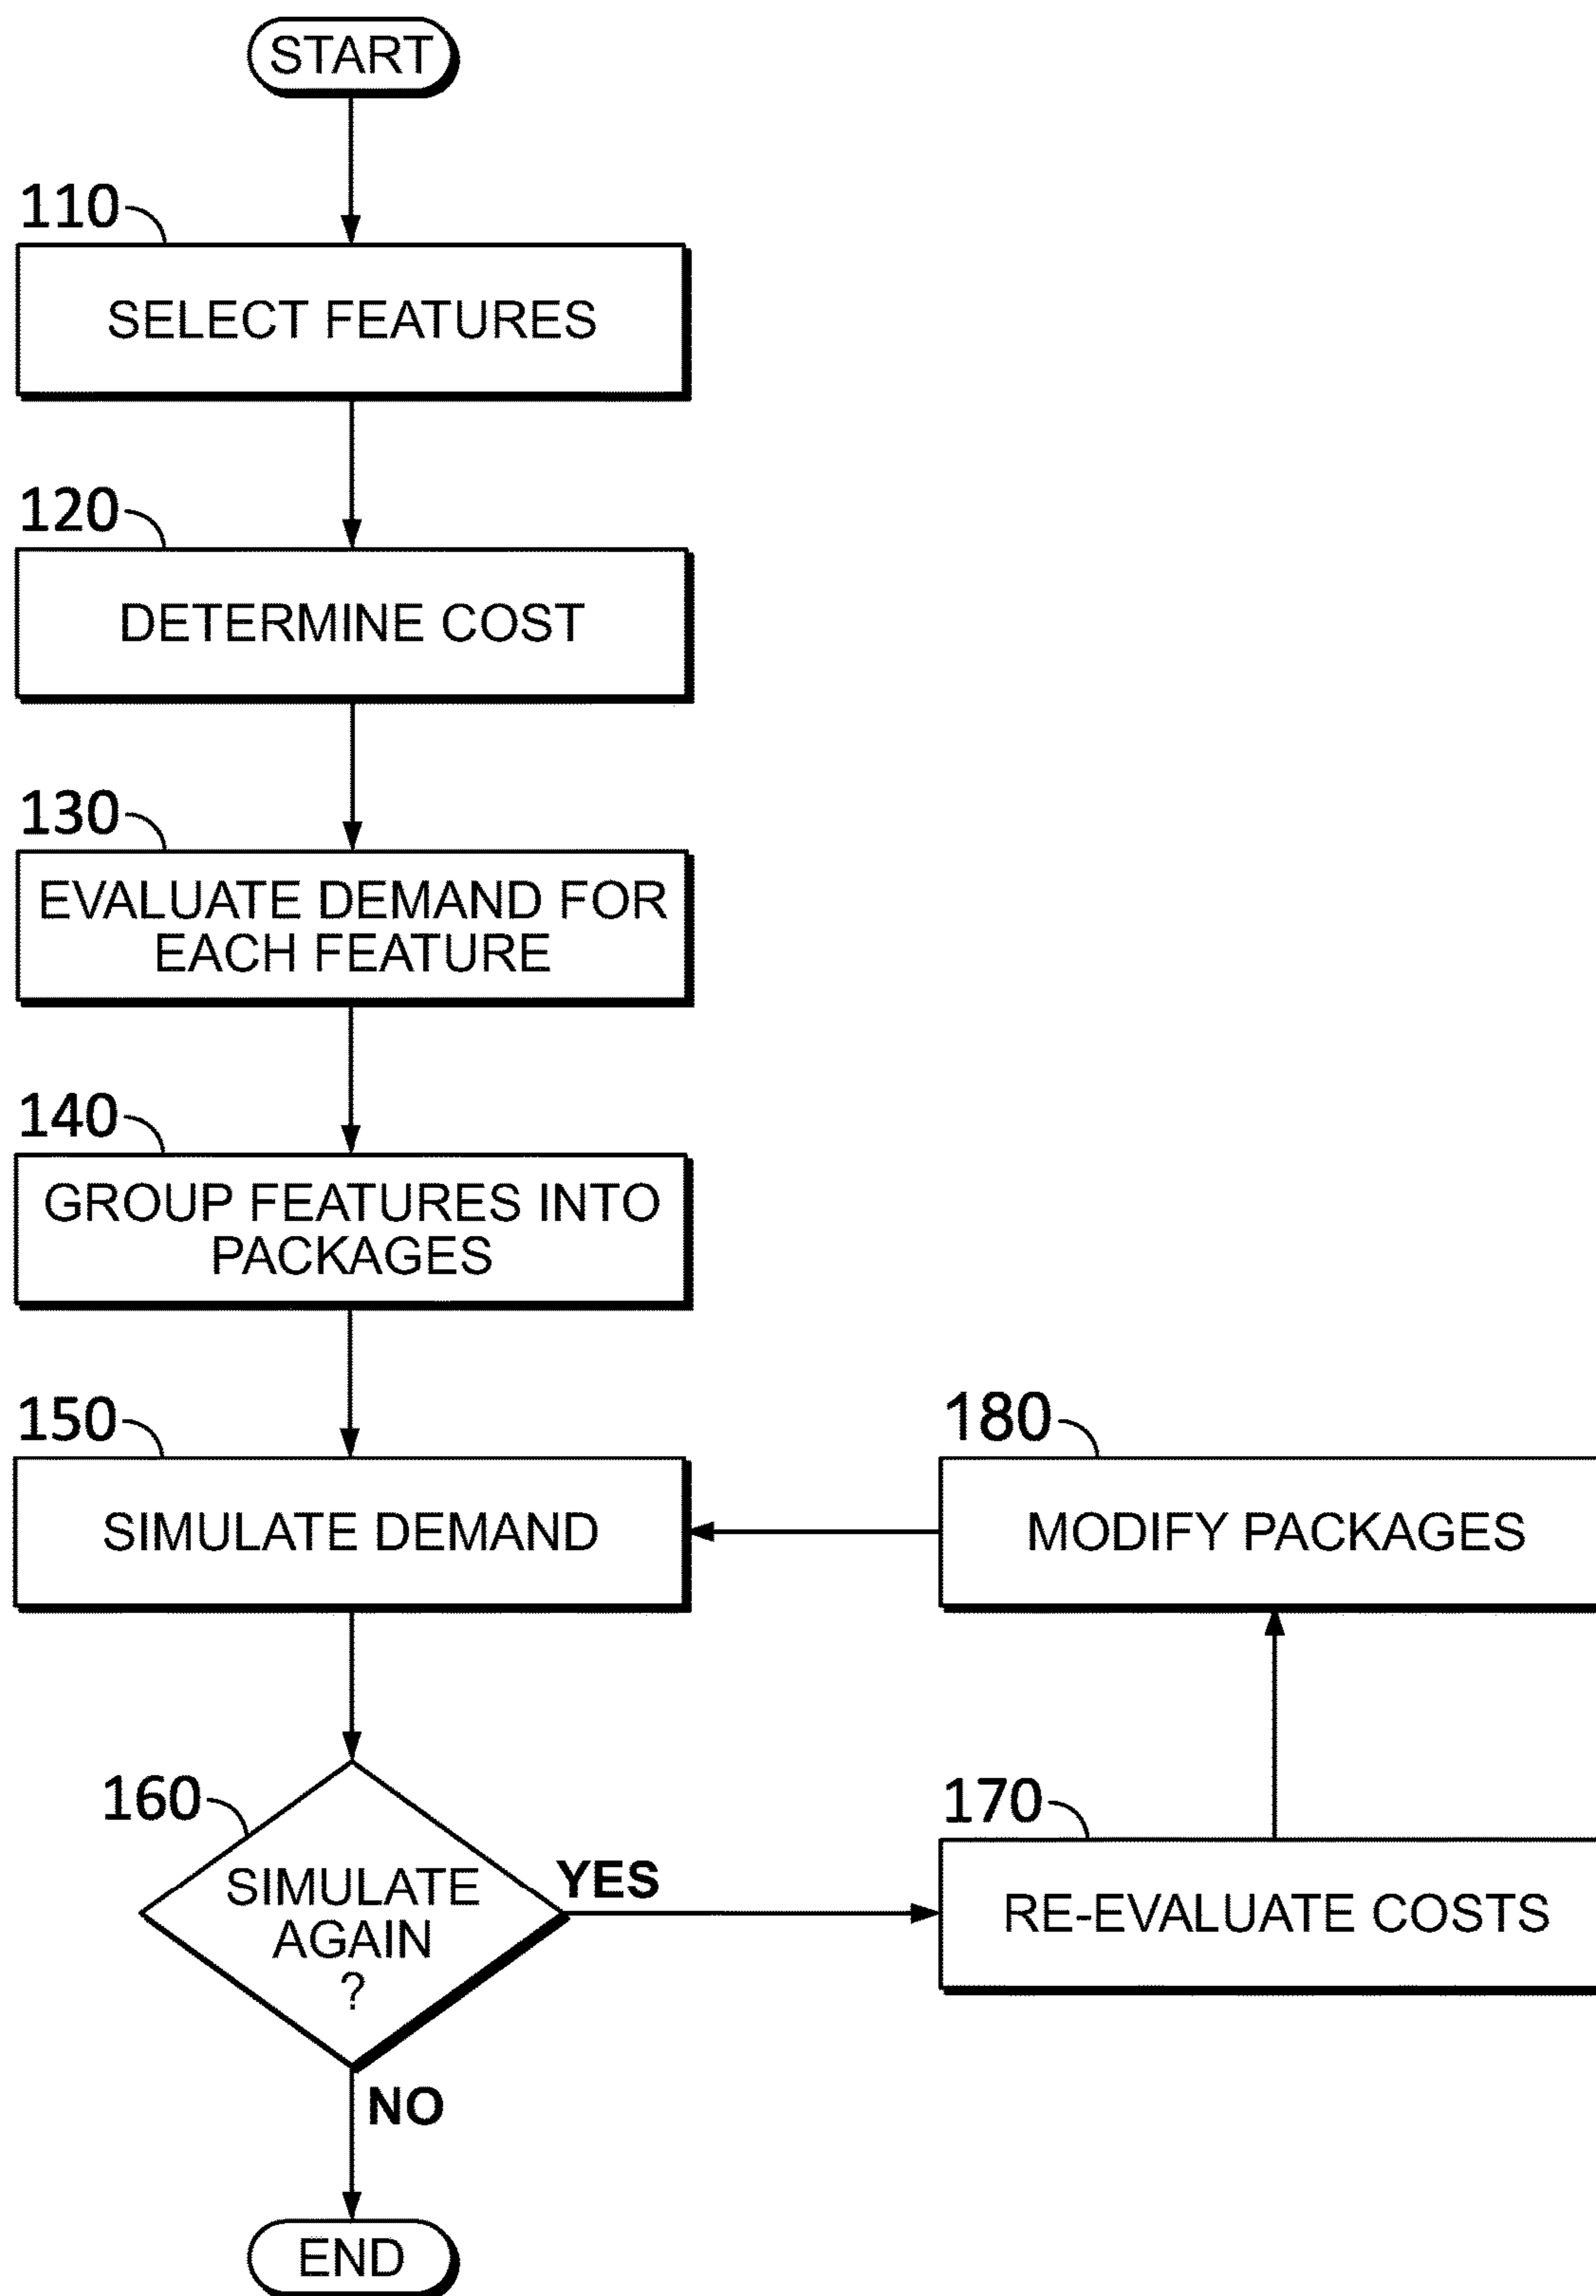 START
110
SELECT FEATURES
120
DETERMINE COST
130
EVALUATE DEMAND FOR
EACH FEATURE
140
GROUP FEATURES INTO
PACKAGES
150
SIMULATE DEMAND
180
MODIFY PACKAGES
160
SIMULATE
AGAIN
?
YES
170
RE-EVALUATE COSTS
NO
END